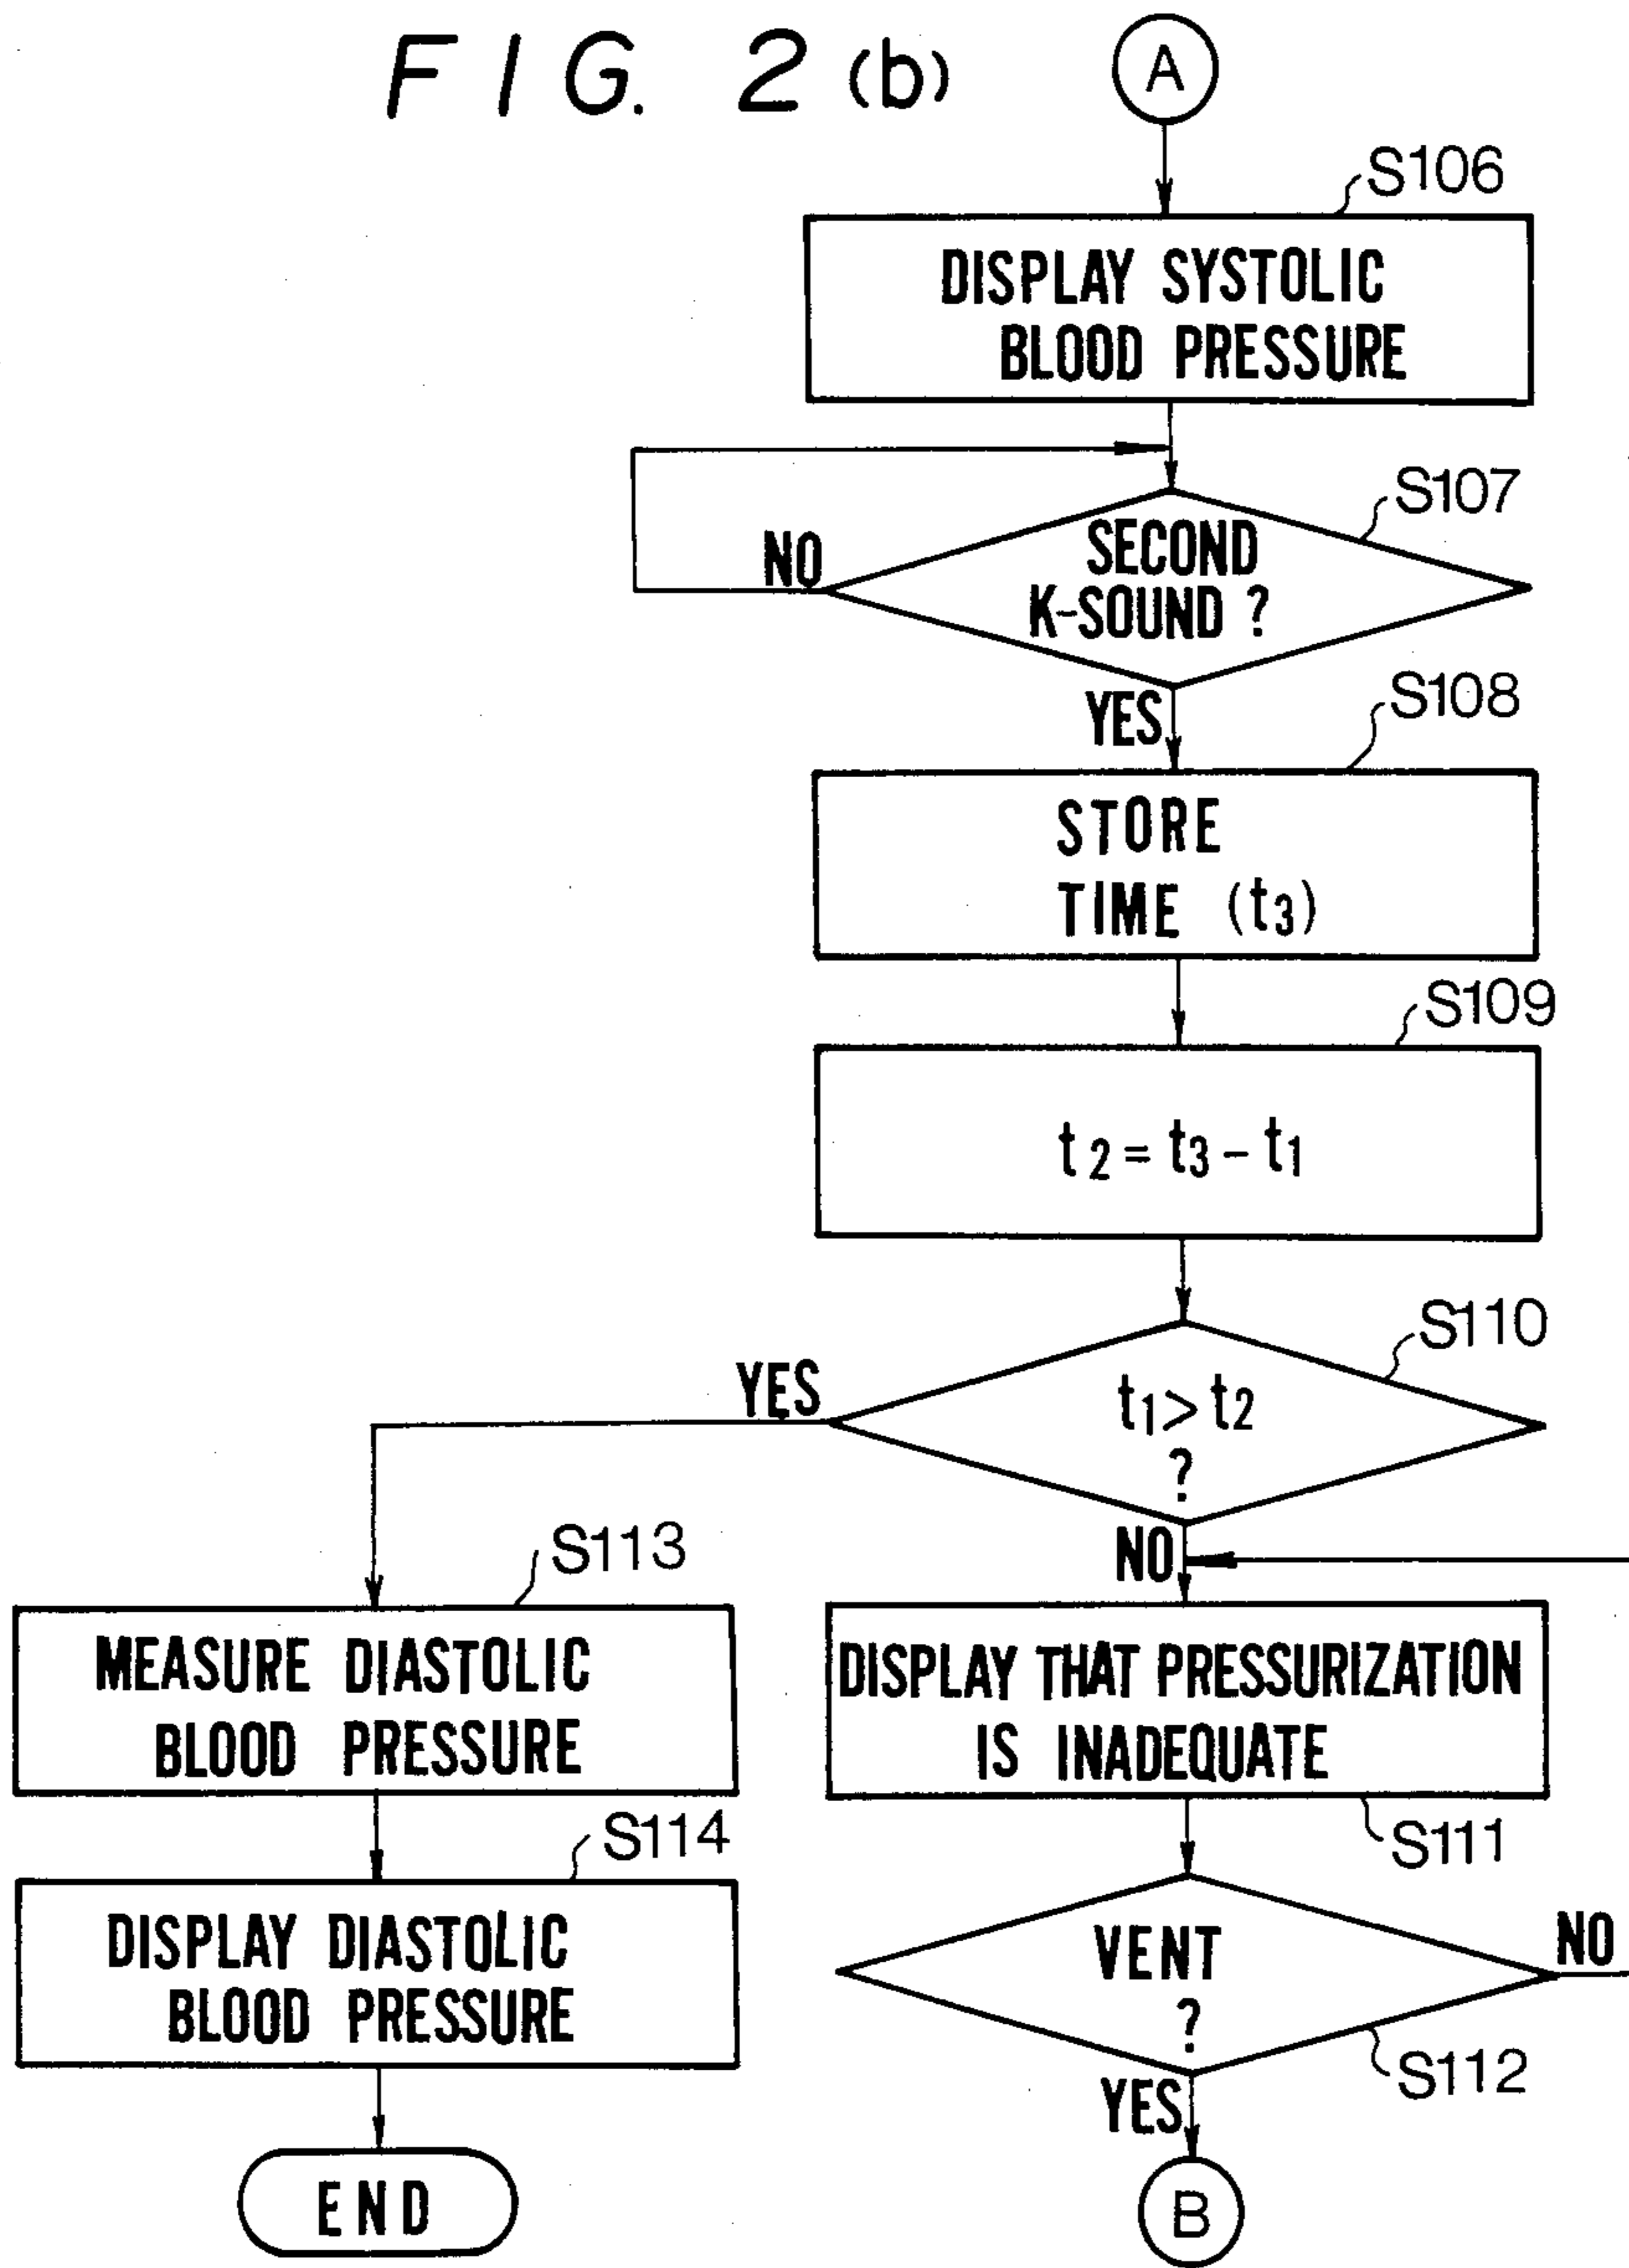 FIG. 2 (b)
A
S106
DISPLAY SYSTOLIC
BLOOD PRESSURE
S107
NO
SECOND
K-SOUND ?
YES
S108
STORE
TIME (t3)
S109
t2 = t3 - t1
S110
YES
t1 > t2
?
NO
S113
MEASURE DIASTOLIC
BLOOD PRESSURE
DISPLAY THAT PRESSURIZATION
IS INADEQUATE
S111
S114
DISPLAY DIASTOLIC
BLOOD PRESSURE
VENT
?
NO
S112
YES
END
B